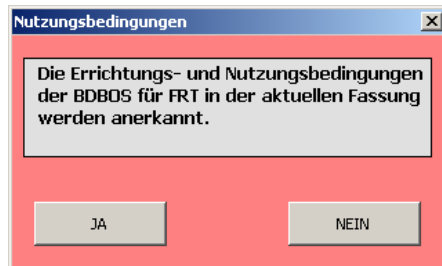 Nutzungsbedingungen
Die Errichtungs- und Nutzungsbedingungen
der BDBOS für FRT in der aktuellen Fassung
werden anerkannt.
JA NEIN